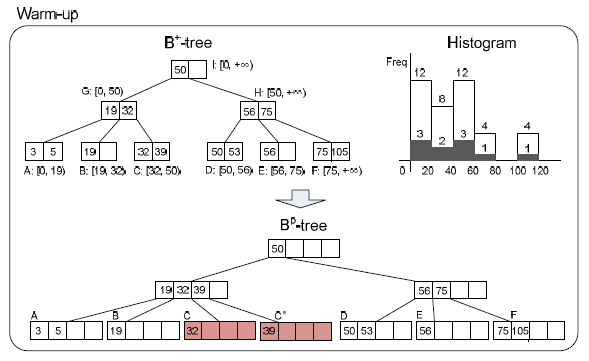 Warm-up
B+-tree
Histogram
50
I: [0, +∞)
Freq
12
12
G: [0, 50)
H: [50, +∞)
8
19 32
56 75
3
2
3
4
1
4
1
3 5
19
32 39
50 53
56
75 105
A: [0, 19)
B: [19, 32)
C: [32, 50)
D: [50, 56)
E: [56, 75)
F: [75, +∞)
0 20 40 60 80 100 120
Bp-tree
50
19 32 39
56 75
A
B
C
C"
D
E
F
3 5
19
32
39
50 53
56
75 105